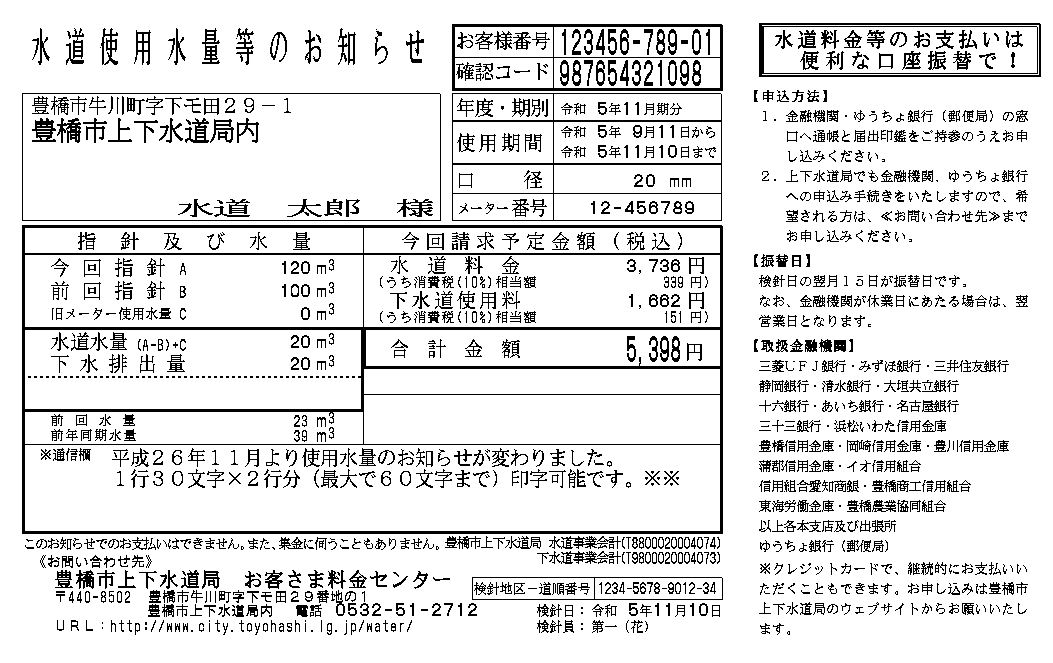 水道使用水量等のお知らせ
お客様番号 123456-789-01
確認コード 987654321098
豊橋市牛川町字下モ田29-1
豊橋市上下水道局内
水道 太郎 様
年度・期別 令和 5年11月期分
使用期間 令和 5年 9月11日から
令和 5年11月10日まで
口径 20 mm
メーター番号 12-456789
指針及び水量
今回指針 A 120 m3
前回指針 B 100 m3
旧メーター使用水量 C 0 m3
水道水量 (A-B)+C 20 m3
下水排出量 20 m3
前回水量 23 m3
前年同期水量 39 m3
今回請求予定金額(税込)
水道料金 3,736 円
(うち消費税(10%)相当額 339 円)
下水道使用料 1,662 円
(うち消費税(10%)相当額 151 円)
合計金額 5,398 円
※通信欄 平成26年11月より使用水量のお知らせが変わりました。
1行30文字×2行分(最大で60文字まで)印字可能です。※※
このお知らせでのお支払いはできません。また、集金に伺うこともありません。
豊橋市上下水道局 水道事業会計(T8800020004074)
下水道事業会計(T9800020004073)
《お問い合わせ先》
豊橋市上下水道局 お客さま料金センター
〒440-8502 豊橋市牛川町字下モ田29番地の1
豊橋市上下水道局内 電話 0532-51-2712
URL:http://www.city.toyohashi.lg.jp/water/
検針地区-道順番号 1234-5678-9012-34
検針日: 令和 5年11月10日
検針員: 第一(花)
水道料金等のお支払いは
便利な口座振替で!
【申込方法】
1.金融機関・ゆうちょ銀行(郵便局)の窓
口へ通帳と届出印鑑をご持参のうえお申
し込みください。
2.上下水道局でも金融機関、ゆうちょ銀行
への申込み手続きをいたしますので、希
望される方は、≪お問い合わせ先≫まで
お申し込みください。
【振替日】
検針日の翌月15日が振替日です。
なお、金融機関が休業日にあたる場合は、翌
営業日となります。
【取扱金融機関】
三菱UFJ銀行・みずほ銀行・三井住友銀行
静岡銀行・清水銀行・大垣共立銀行
十六銀行・あいち銀行・名古屋銀行
三十三銀行・浜松いわた信用金庫
豊橋信用金庫・岡崎信用金庫・豊川信用金庫
蒲郡信用金庫・イオ信用組合
信用組合愛知商銀・豊橋商工信用組合
東海労働金庫・豊橋農業協同組合
以上各本支店及び出張所
ゆうちょ銀行(郵便局)
※クレジットカードで、継続的にお支払いい
ただくこともできます。お申し込みは豊橋市
上下水道局のウェブサイトからお願いいたし
ます。